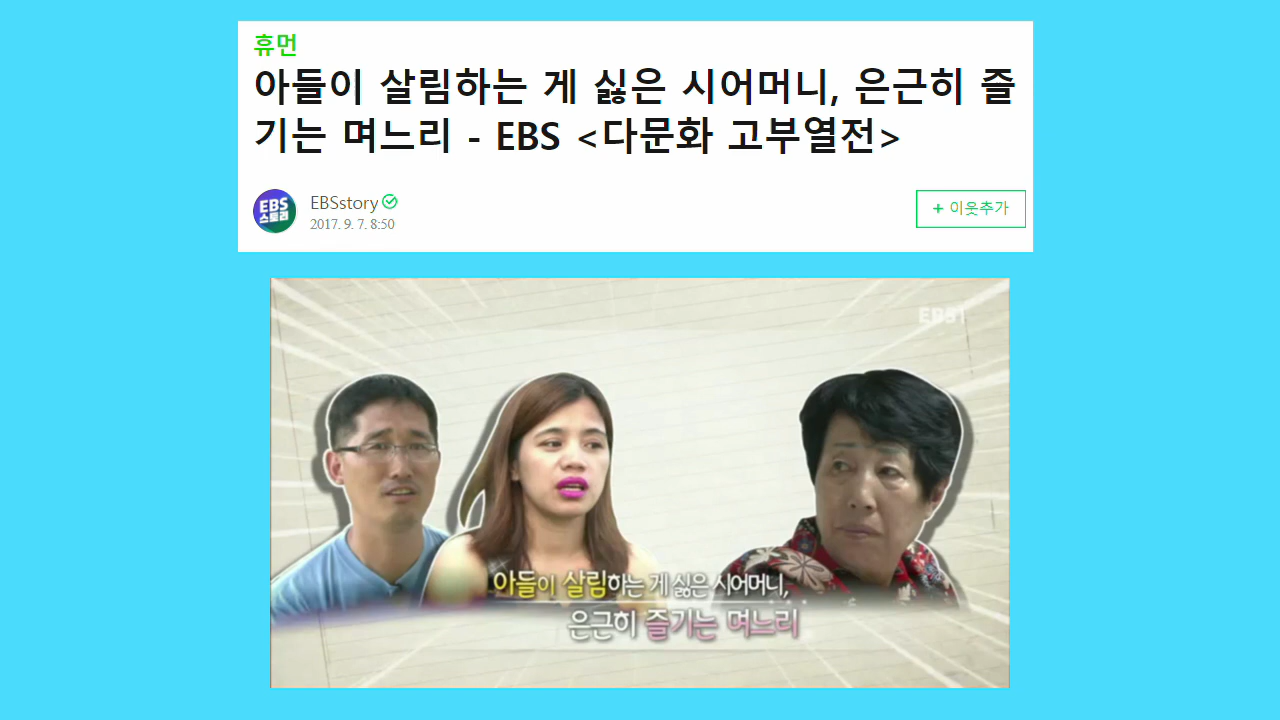 휴먼
아들이 살림하는 게 싫은 시어머니, 은근히 즐
기는 며느리 - EBS <다문화 고부열전>
EBS
스토리
EBSstory
2017. 9. 7. 8:50
+ 이웃추가
EBS1
아들이 살림하는 게 싫은 시어머니,
은근히 즐기는 며느리